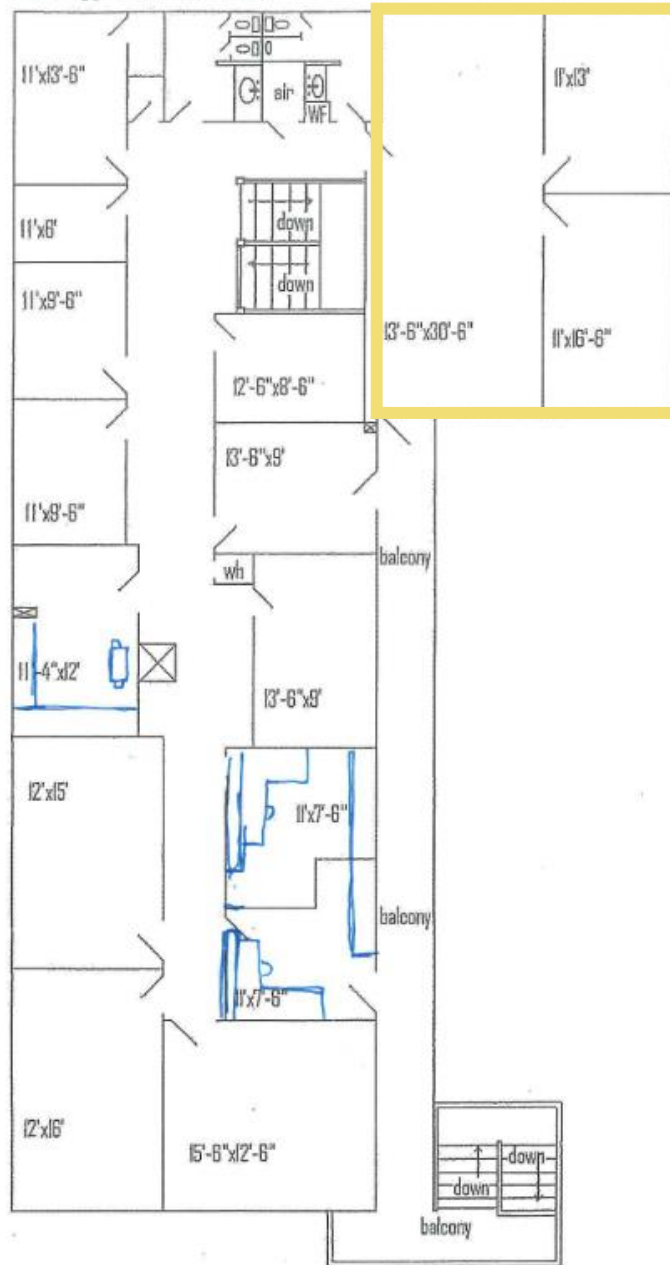 air
WF
11'x13'-6"
11'x13'
down
11'x6'
down
11'x9'-6"
13'-6"x30'-6"
11'x16'-6"
12'-6"x8'-6"
13'-6"x9'
11'x9'-6"
balcony
wh
11'-4"x12'
13'-6"x9'
12'x15'
11'x7'-6"
balcony
11'x7'-6"
12'x16'
15'-6"x12'-6"
down
down
balcony